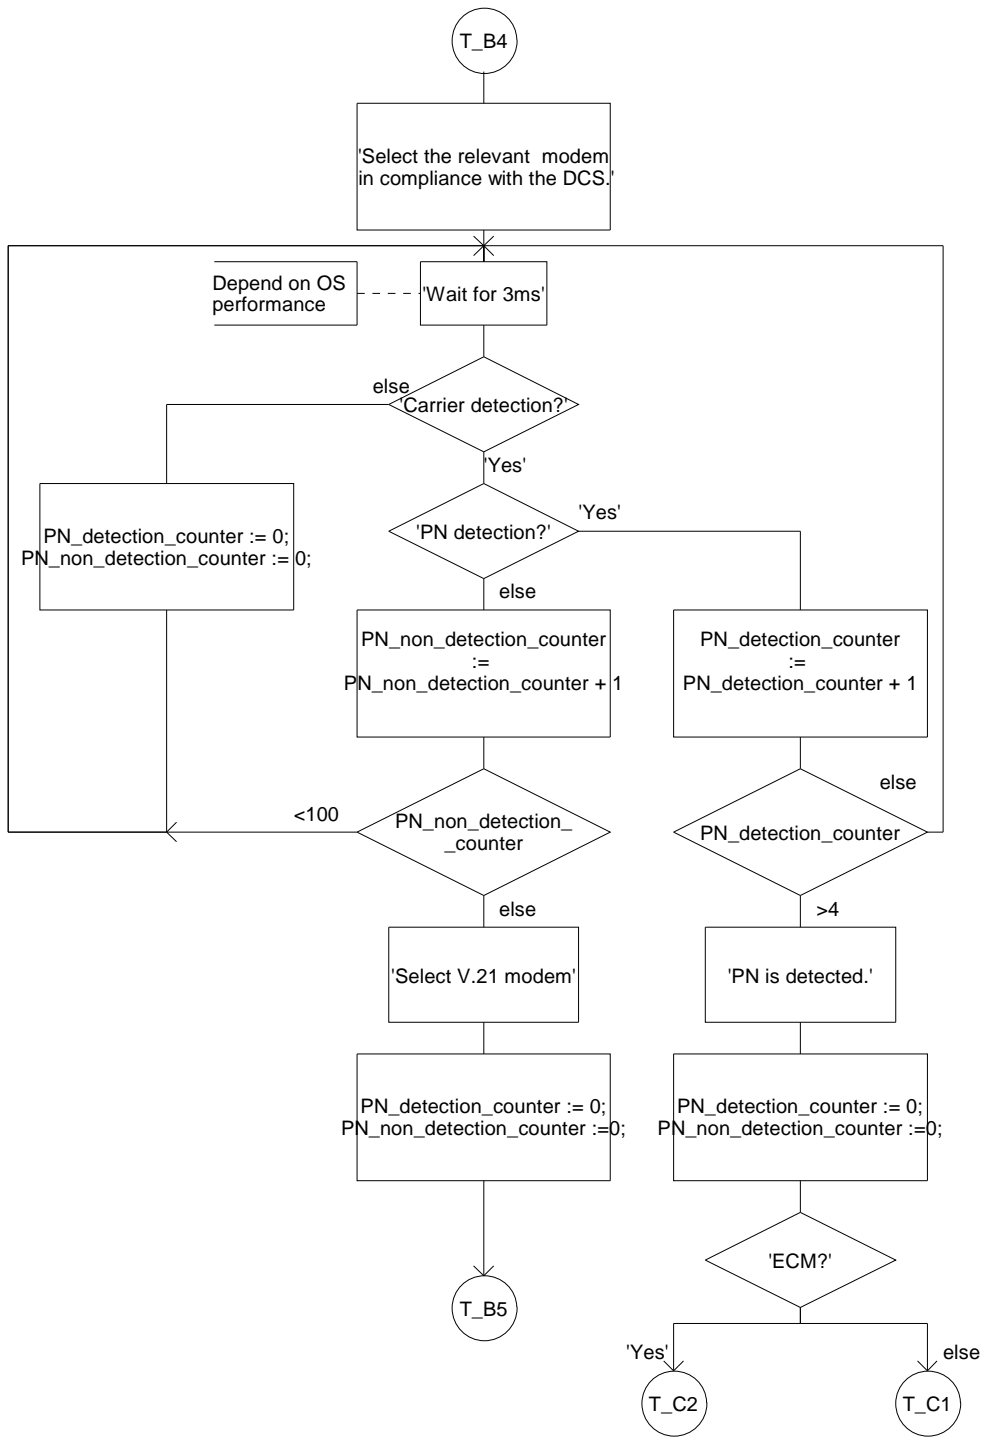 T_B4
'Select the relevant  modem
in compliance with the DCS.'
Depend on OS
performance
'Wait for 3ms'
else
'Carrier detection?'
'Yes'
PN_detection_counter := 0;
PN_non_detection_counter := 0;
'PN detection?'
'Yes'
else
PN_non_detection_counter
:=
PN_non_detection_counter + 1
PN_detection_counter
:=
PN_detection_counter + 1
<100
PN_non_detection_
_counter
else
PN_detection_counter
else
>4
'Select V.21 modem'
'PN is detected.'
PN_detection_counter := 0;
PN_non_detection_counter :=0;
PN_detection_counter := 0;
PN_non_detection_counter :=0;
'ECM?'
T_B5
'Yes'
else
T_C2
T_C1